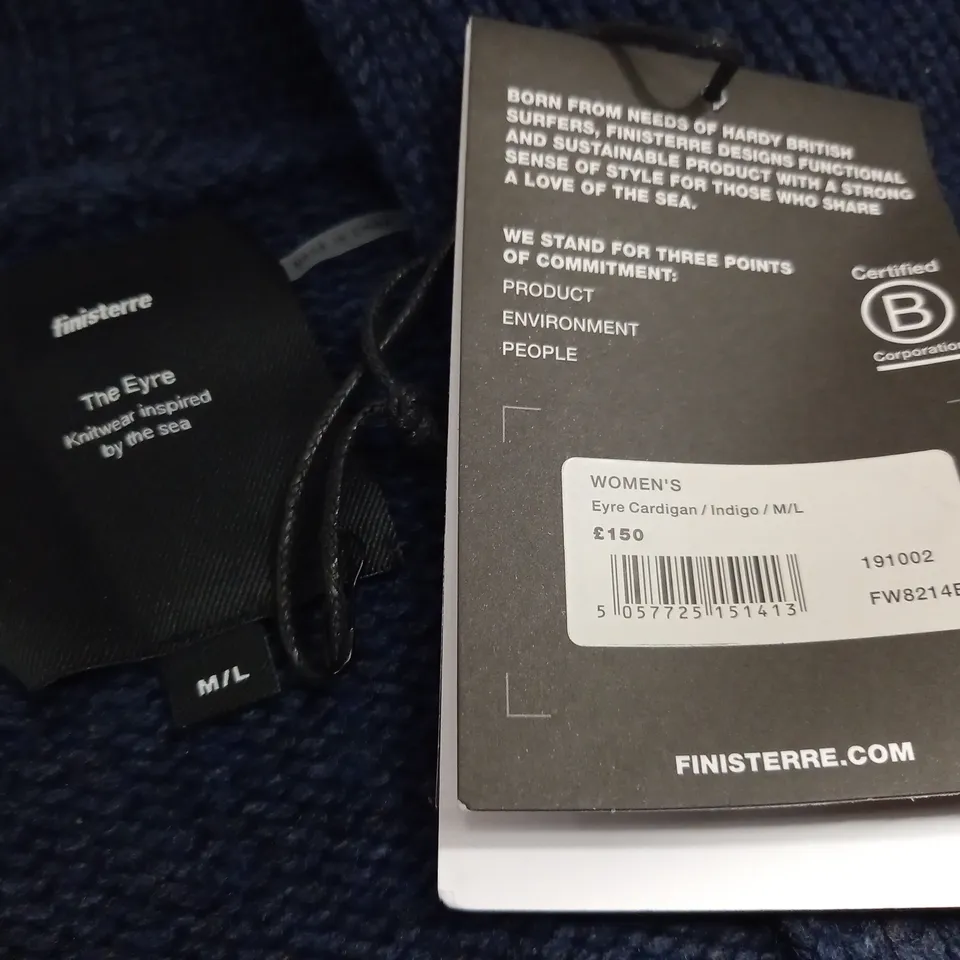 finisterre
The Eyre
Knitwear inspired
by the sea
M/L
BORN FROM NEEDS OF HARDY BRITISH
SURFERS, FINISTERRE DESIGNS FUNCTIONAL
AND SUSTAINABLE PRODUCT WITH A STRONG
SENSE OF STYLE FOR THOSE WHO SHARE
A LOVE OF THE SEA.
WE STAND FOR THREE POINTS
OF COMMITMENT:
PRODUCT
ENVIRONMENT
PEOPLE
Certified
B
Corporation
WOMEN'S
Eyre Cardigan / Indigo / M/L
£150
191002
5 057725 151413
FW8214E
FINISTERRE.COM